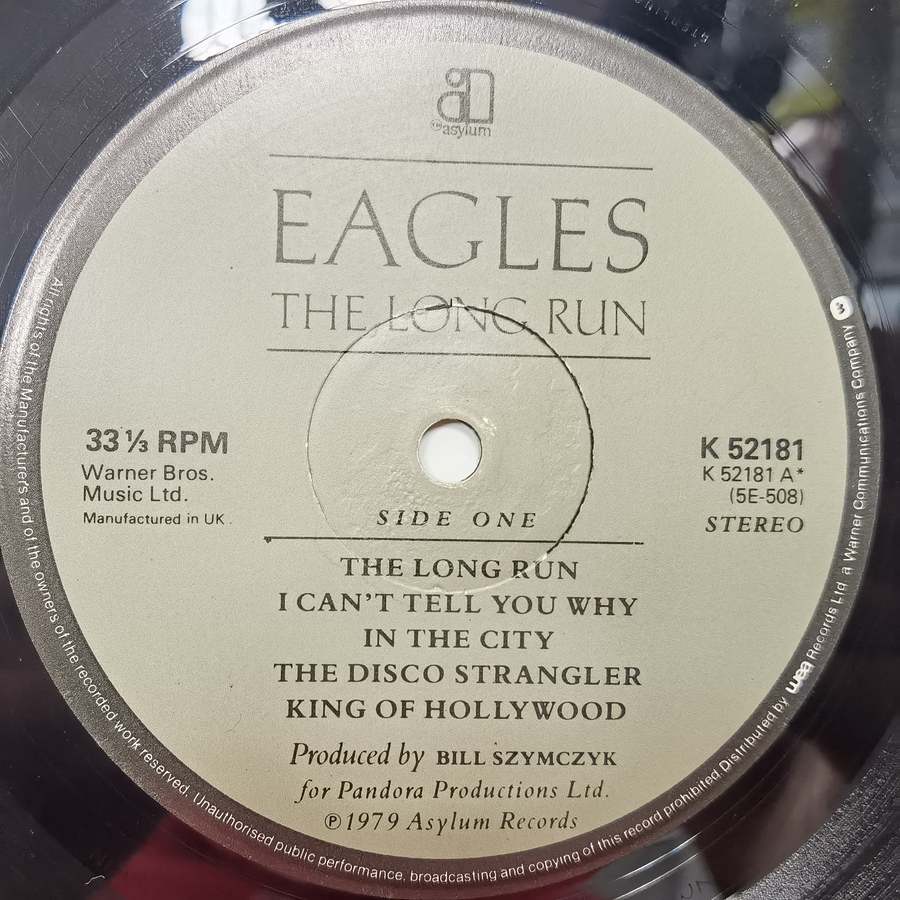 asylum
EAGLES
THE LONG RUN
33 ⅓ RPM
Warner Bros.
Music Ltd.
Manufactured in UK.
K 52181
K 52181 A*
(5E-508)
STEREO
SIDE ONE
THE LONG RUN
I CAN'T TELL YOU WHY
IN THE CITY
THE DISCO STRANGLER
KING OF HOLLYWOOD
Produced by BILL SZYMCZYK
for Pandora Productions Ltd.
℗1979 Asylum Records
All rights of the Manufacturers and of the owners of the recorded work reserved. Unauthorised public performance, broadcasting and copying of this record prohibited. Distributed by wea Records Ltd. a Warner Communications Company